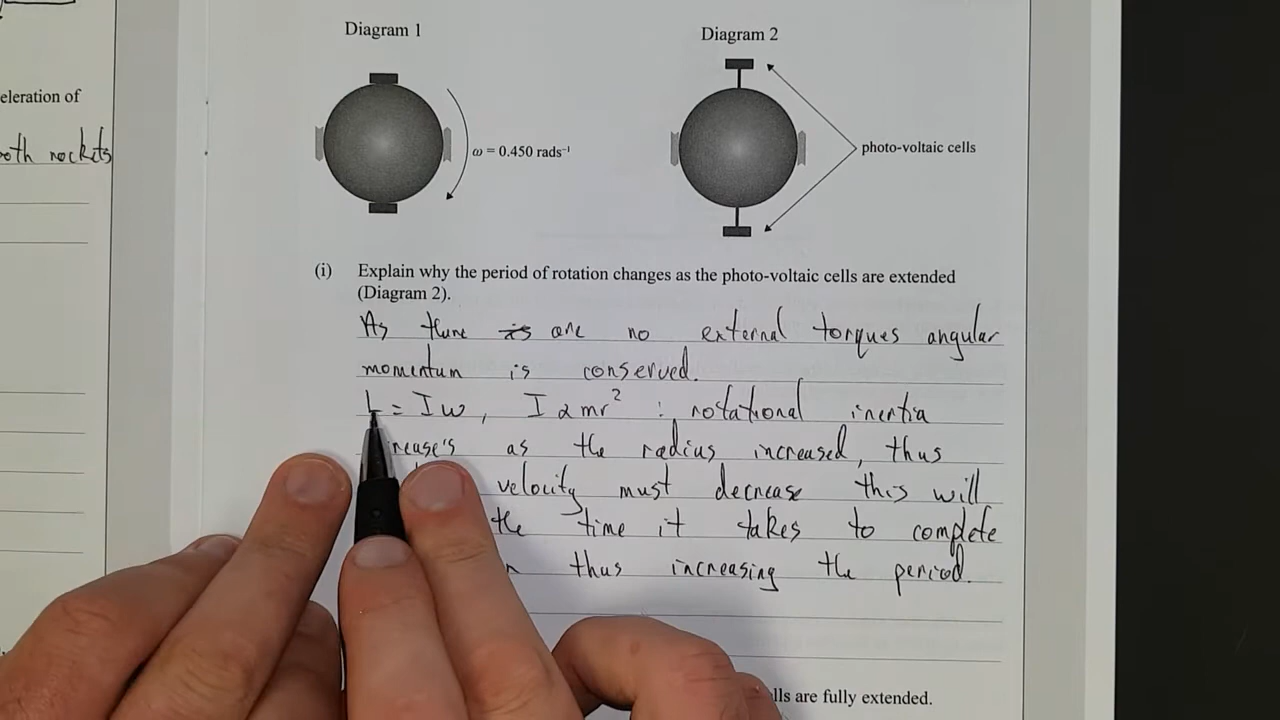 Diagram 1
Diagram 2
eleration of
oth rockets
ω = 0.450 rads⁻¹
photo-voltaic cells
(i) Explain why the period of rotation changes as the photo-voltaic cells are extended
(Diagram 2).
As there is are no external torques angular
momentum is conserved.
L = Iω, I α mr² : rotational inertia
rease's as the radius increased, thus
velocity must decrease this will
the time it takes to complete
n thus increasing the period.
lls are fully extended.